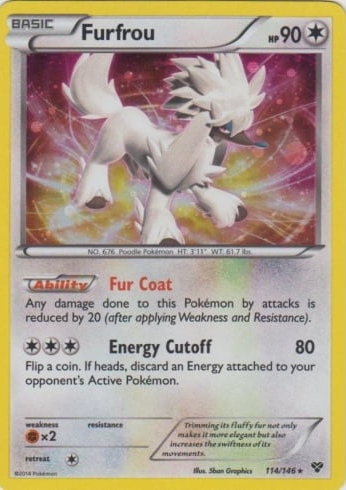 BASIC Furfrou HP 90
NO. 676 Poodle Pokémon HT: 3'11" WT: 61.7 lbs.
Ability Fur Coat
Any damage done to this Pokémon by attacks is
reduced by 20 (after applying Weakness and Resistance).
Energy Cutoff 80
Flip a coin. If heads, discard an Energy attached to your
opponent's Active Pokémon.
weakness resistance
×2
retreat
Trimming its fluffy fur not only
makes it more elegant but also
increases the swiftness of its
movements.
©2014 Pokémon
Illus. 5ban Graphics 114/146 ★